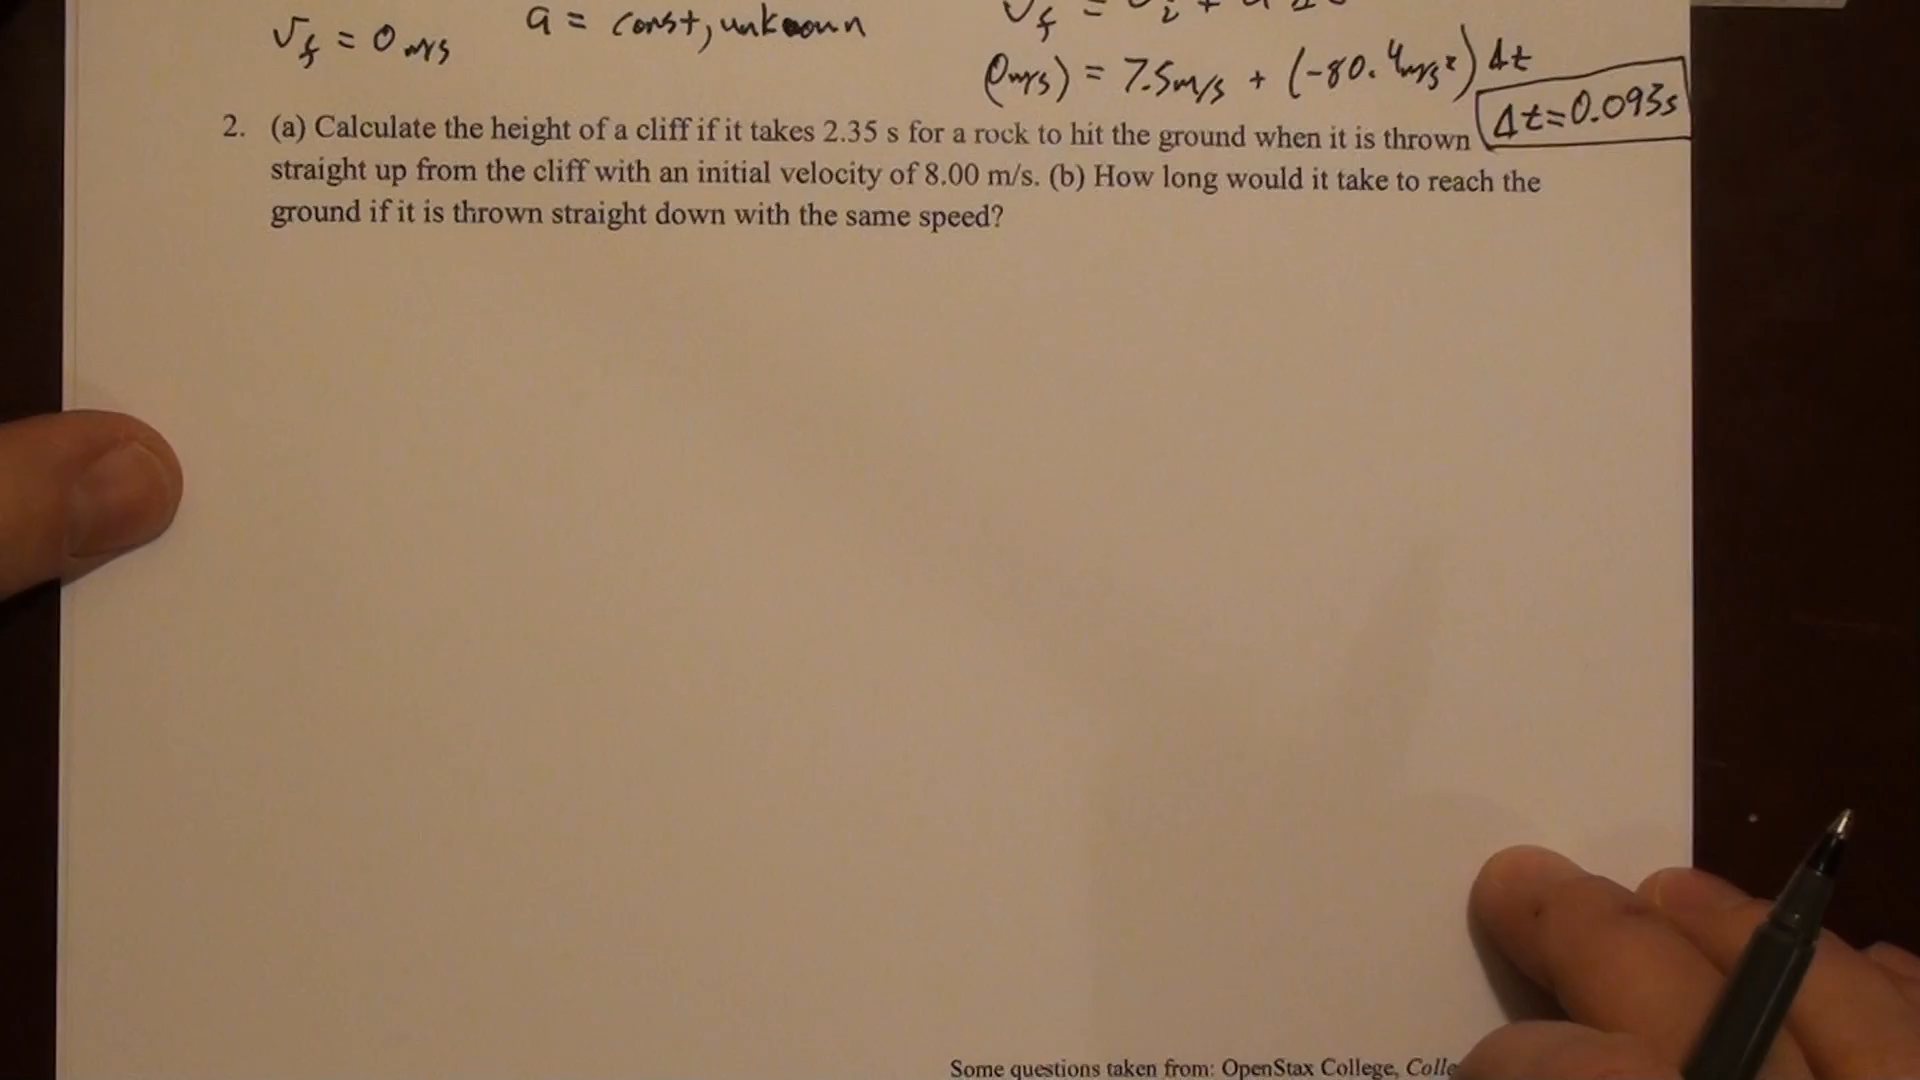 v_f = 0 m/s
a = const, unknown
v_f = v_i + a
(0 m/s) = 7.5 m/s + (-80.4 m/s²) Δt
Δt = 0.093s
2. (a) Calculate the height of a cliff if it takes 2.35 s for a rock to hit the ground when it is thrown
straight up from the cliff with an initial velocity of 8.00 m/s. (b) How long would it take to reach the
ground if it is thrown straight down with the same speed?
Some questions taken from: OpenStax College,